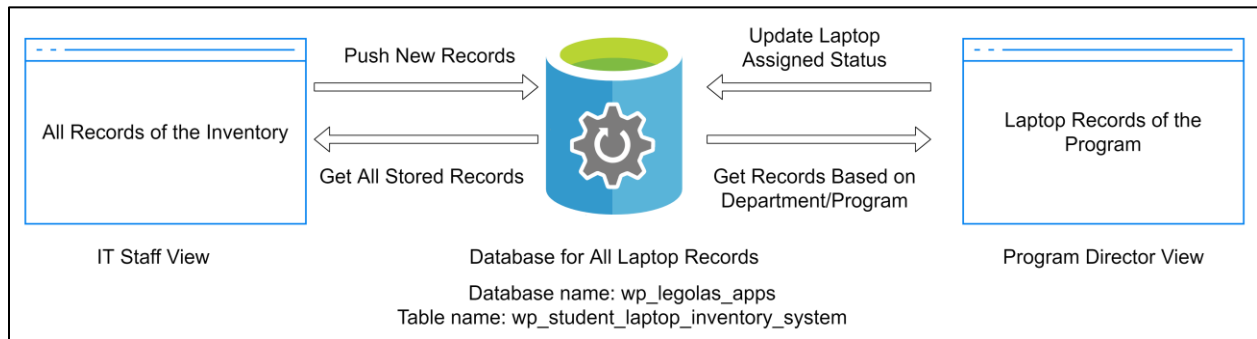 Push New Records
All Records of the Inventory
Get All Stored Records
IT Staff View
Update Laptop
Assigned Status
Get Records Based on
Department/Program
Laptop Records of the
Program
Program Director View
Database for All Laptop Records
Database name: wp_legolas_apps
Table name: wp_student_laptop_inventory_system